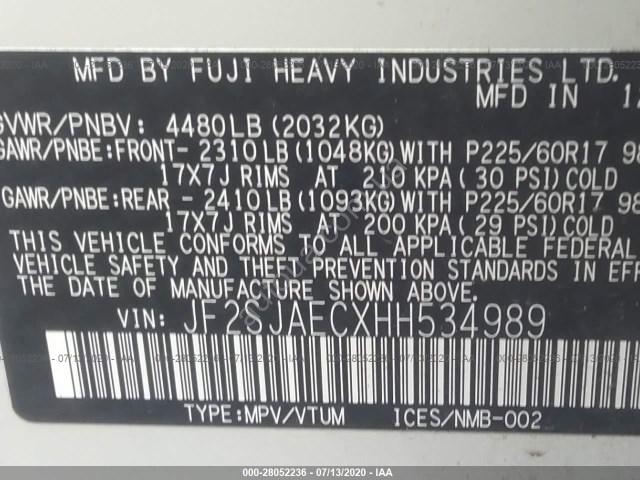 MFD BY FUJI HEAVY INDUSTRIES LTD.
MFD IN
GVWR/PNBV: 4480LB (2032KG)
GAWR/PNBE:FRONT- 2310LB (1048KG)WITH P225/60R17
17X7J RIMS AT 210 KPA(30 PSI)COLD
GAWR/PNBE:REAR - 2410LB (1093KG)WITH P225/60R17
17X7J RIMS AT 200 KPA(29 PSI)COLD
THIS VEHICLE CONFORMS TO ALL APPLICABLE FEDERAL
VEHICLE SAFETY AND THEFT PREVENTION STANDARDS IN
THE DATE OF MANUFACTURE SHOWN ABOVE.
VIN: JF2SJAECXHH534989
TYPE:MPV/VTUM ICES/NMB-002
000-28052236 - 07/13/2020 - IAA